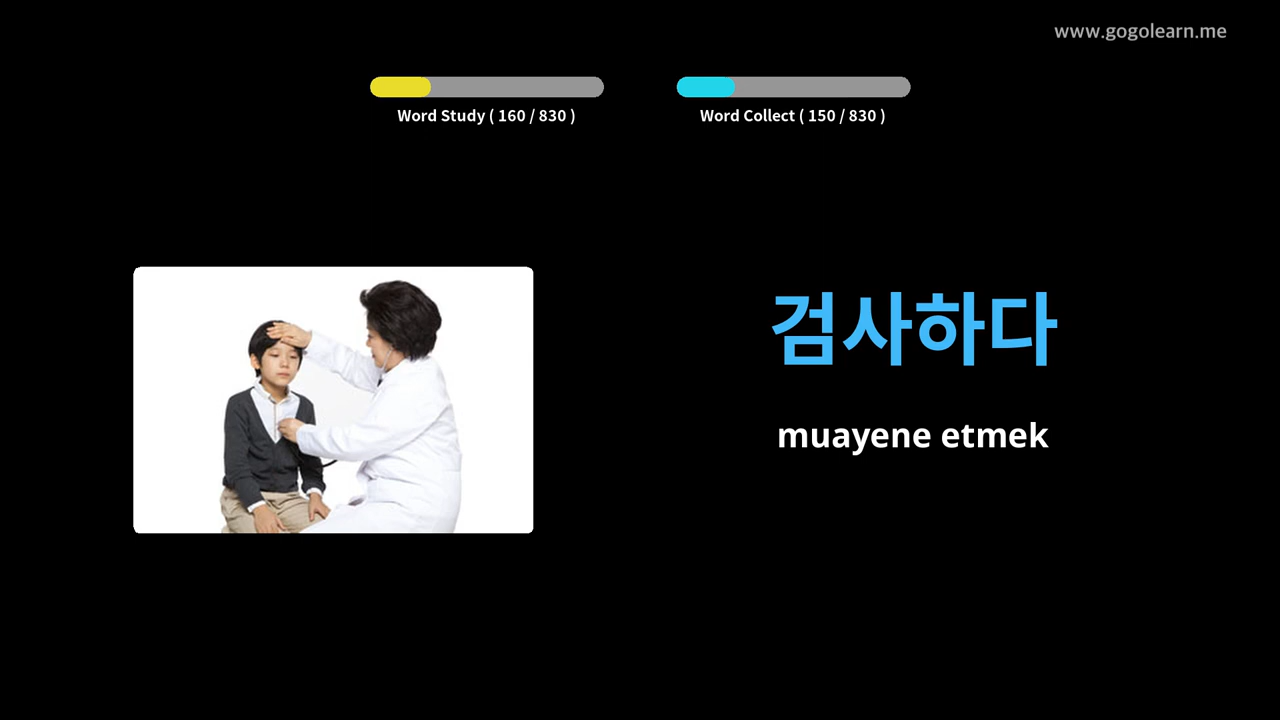 www.gogolearn.me
Word Study ( 160 / 830 )
Word Collect ( 150 / 830 )
검사하다
muayene etmek